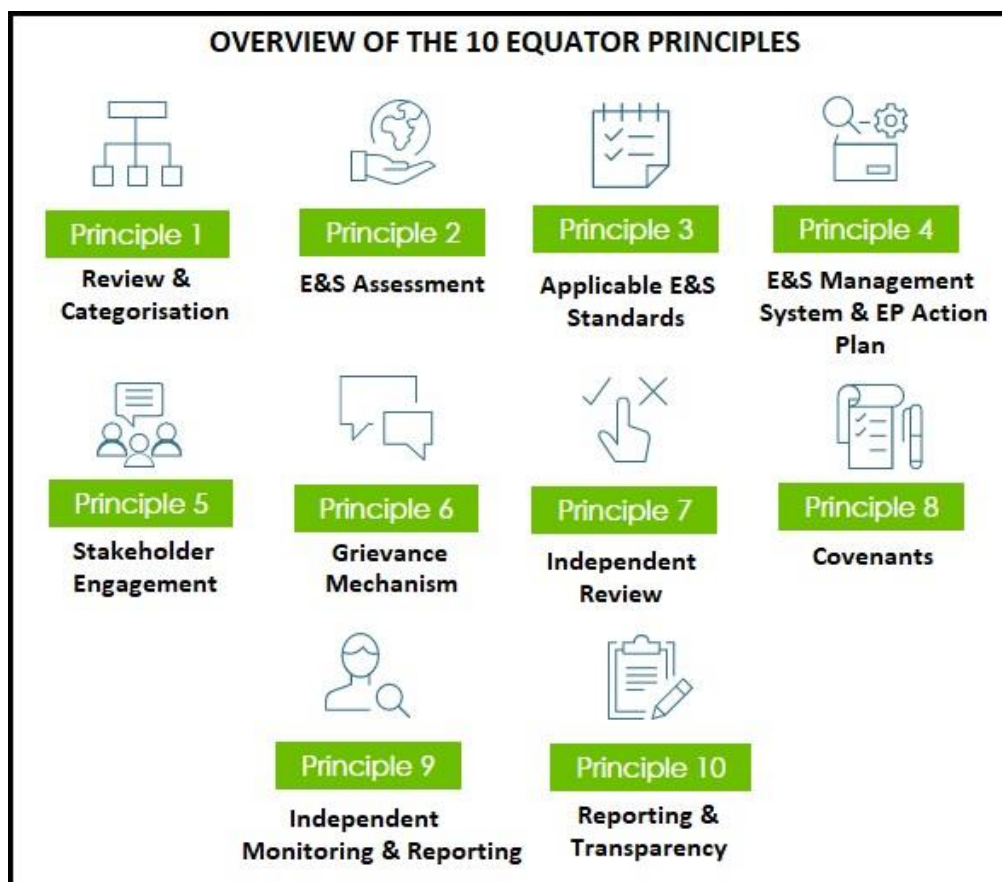 OVERVIEW OF THE 10 EQUATOR PRINCIPLES
Principle 1
Review &
Categorisation
Principle 2
E&S Assessment
Principle 3
Applicable E&S
Standards
Principle 4
E&S Management
System & EP Action
Plan
Principle 5
Stakeholder
Engagement
Principle 6
Grievance
Mechanism
Principle 7
Independent
Review
Principle 8
Covenants
Principle 9
Independent
Monitoring & Reporting
Principle 10
Reporting &
Transparency